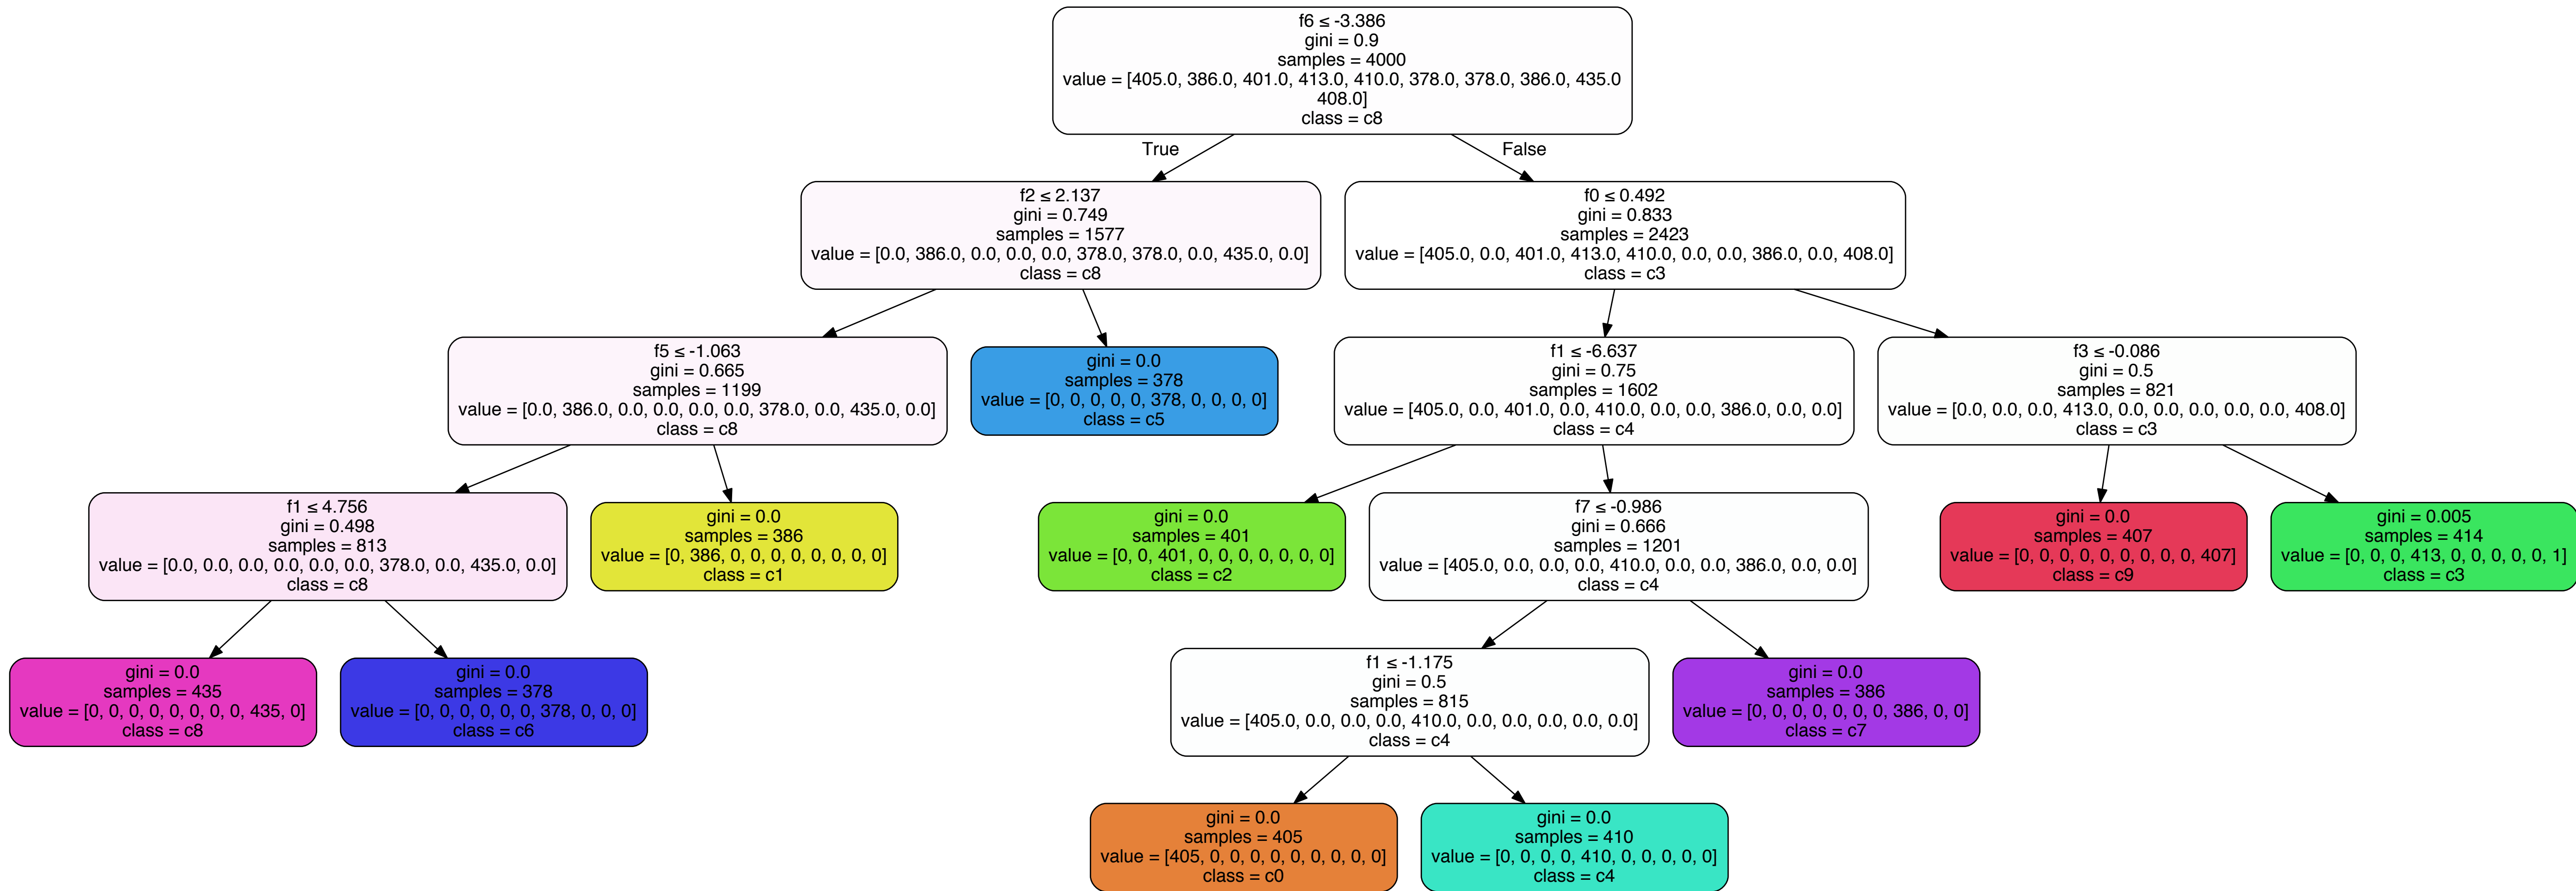 f6 ≤ -3.386
gini = 0.9
samples = 4000
value = [405.0, 386.0, 401.0, 413.0, 410.0, 378.0, 378.0, 386.0, 435.0
408.0]
class = c8
True
False
f2 ≤ 2.137
gini = 0.749
samples = 1577
value = [0.0, 386.0, 0.0, 0.0, 0.0, 378.0, 378.0, 0.0, 435.0, 0.0]
class = c8
f0 ≤ 0.492
gini = 0.833
samples = 2423
value = [405.0, 0.0, 401.0, 413.0, 410.0, 0.0, 0.0, 386.0, 0.0, 408.0]
class = c3
f5 ≤ -1.063
gini = 0.665
samples = 1199
value = [0.0, 386.0, 0.0, 0.0, 0.0, 0.0, 378.0, 0.0, 435.0, 0.0]
class = c8
gini = 0.0
samples = 378
value = [0, 0, 0, 0, 0, 378, 0, 0, 0, 0]
class = c5
f1 ≤ -6.637
gini = 0.75
samples = 1602
value = [405.0, 0.0, 401.0, 0.0, 410.0, 0.0, 0.0, 386.0, 0.0, 0.0]
class = c4
f3 ≤ -0.086
gini = 0.5
samples = 821
value = [0.0, 0.0, 0.0, 413.0, 0.0, 0.0, 0.0, 0.0, 0.0, 408.0]
class = c3
f1 ≤ 4.756
gini = 0.498
samples = 813
value = [0.0, 0.0, 0.0, 0.0, 0.0, 0.0, 378.0, 0.0, 435.0, 0.0]
class = c8
gini = 0.0
samples = 386
value = [0, 386, 0, 0, 0, 0, 0, 0, 0, 0]
class = c1
gini = 0.0
samples = 401
value = [0, 0, 401, 0, 0, 0, 0, 0, 0, 0]
class = c2
f7 ≤ -0.986
gini = 0.666
samples = 1201
value = [405.0, 0.0, 0.0, 0.0, 410.0, 0.0, 0.0, 386.0, 0.0, 0.0]
class = c4
gini = 0.0
samples = 407
value = [0, 0, 0, 0, 0, 0, 0, 0, 0, 407]
class = c9
gini = 0.005
samples = 414
value = [0, 0, 0, 413, 0, 0, 0, 0, 0, 1]
class = c3
gini = 0.0
samples = 435
value = [0, 0, 0, 0, 0, 0, 0, 0, 435, 0]
class = c8
gini = 0.0
samples = 378
value = [0, 0, 0, 0, 0, 0, 378, 0, 0, 0]
class = c6
f1 ≤ -1.175
gini = 0.5
samples = 815
value = [405.0, 0.0, 0.0, 0.0, 410.0, 0.0, 0.0, 0.0, 0.0, 0.0]
class = c4
gini = 0.0
samples = 386
value = [0, 0, 0, 0, 0, 0, 0, 386, 0, 0]
class = c7
gini = 0.0
samples = 405
value = [405, 0, 0, 0, 0, 0, 0, 0, 0, 0]
class = c0
gini = 0.0
samples = 410
value = [0, 0, 0, 0, 410, 0, 0, 0, 0, 0]
class = c4